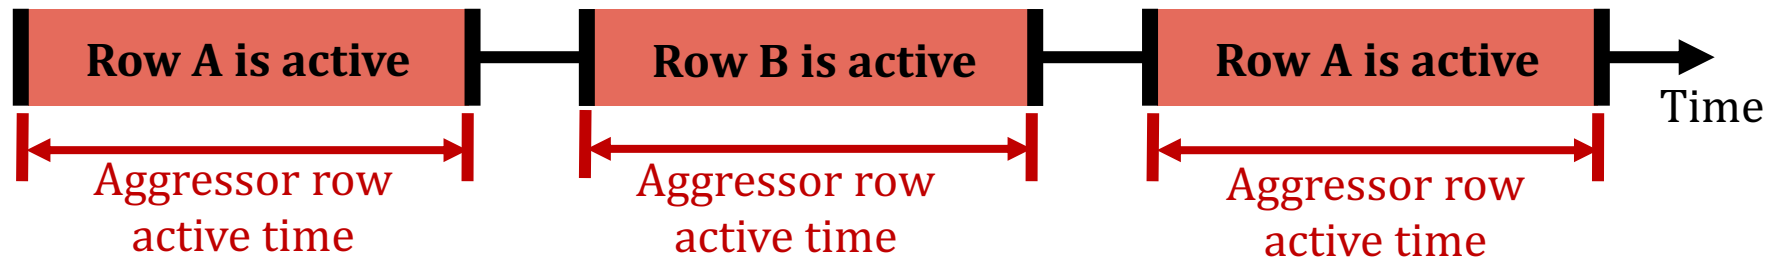 Row A is active
Row B is active
Row A is active
Time
Aggressor row
active time
Aggressor row
active time
Aggressor row
active time